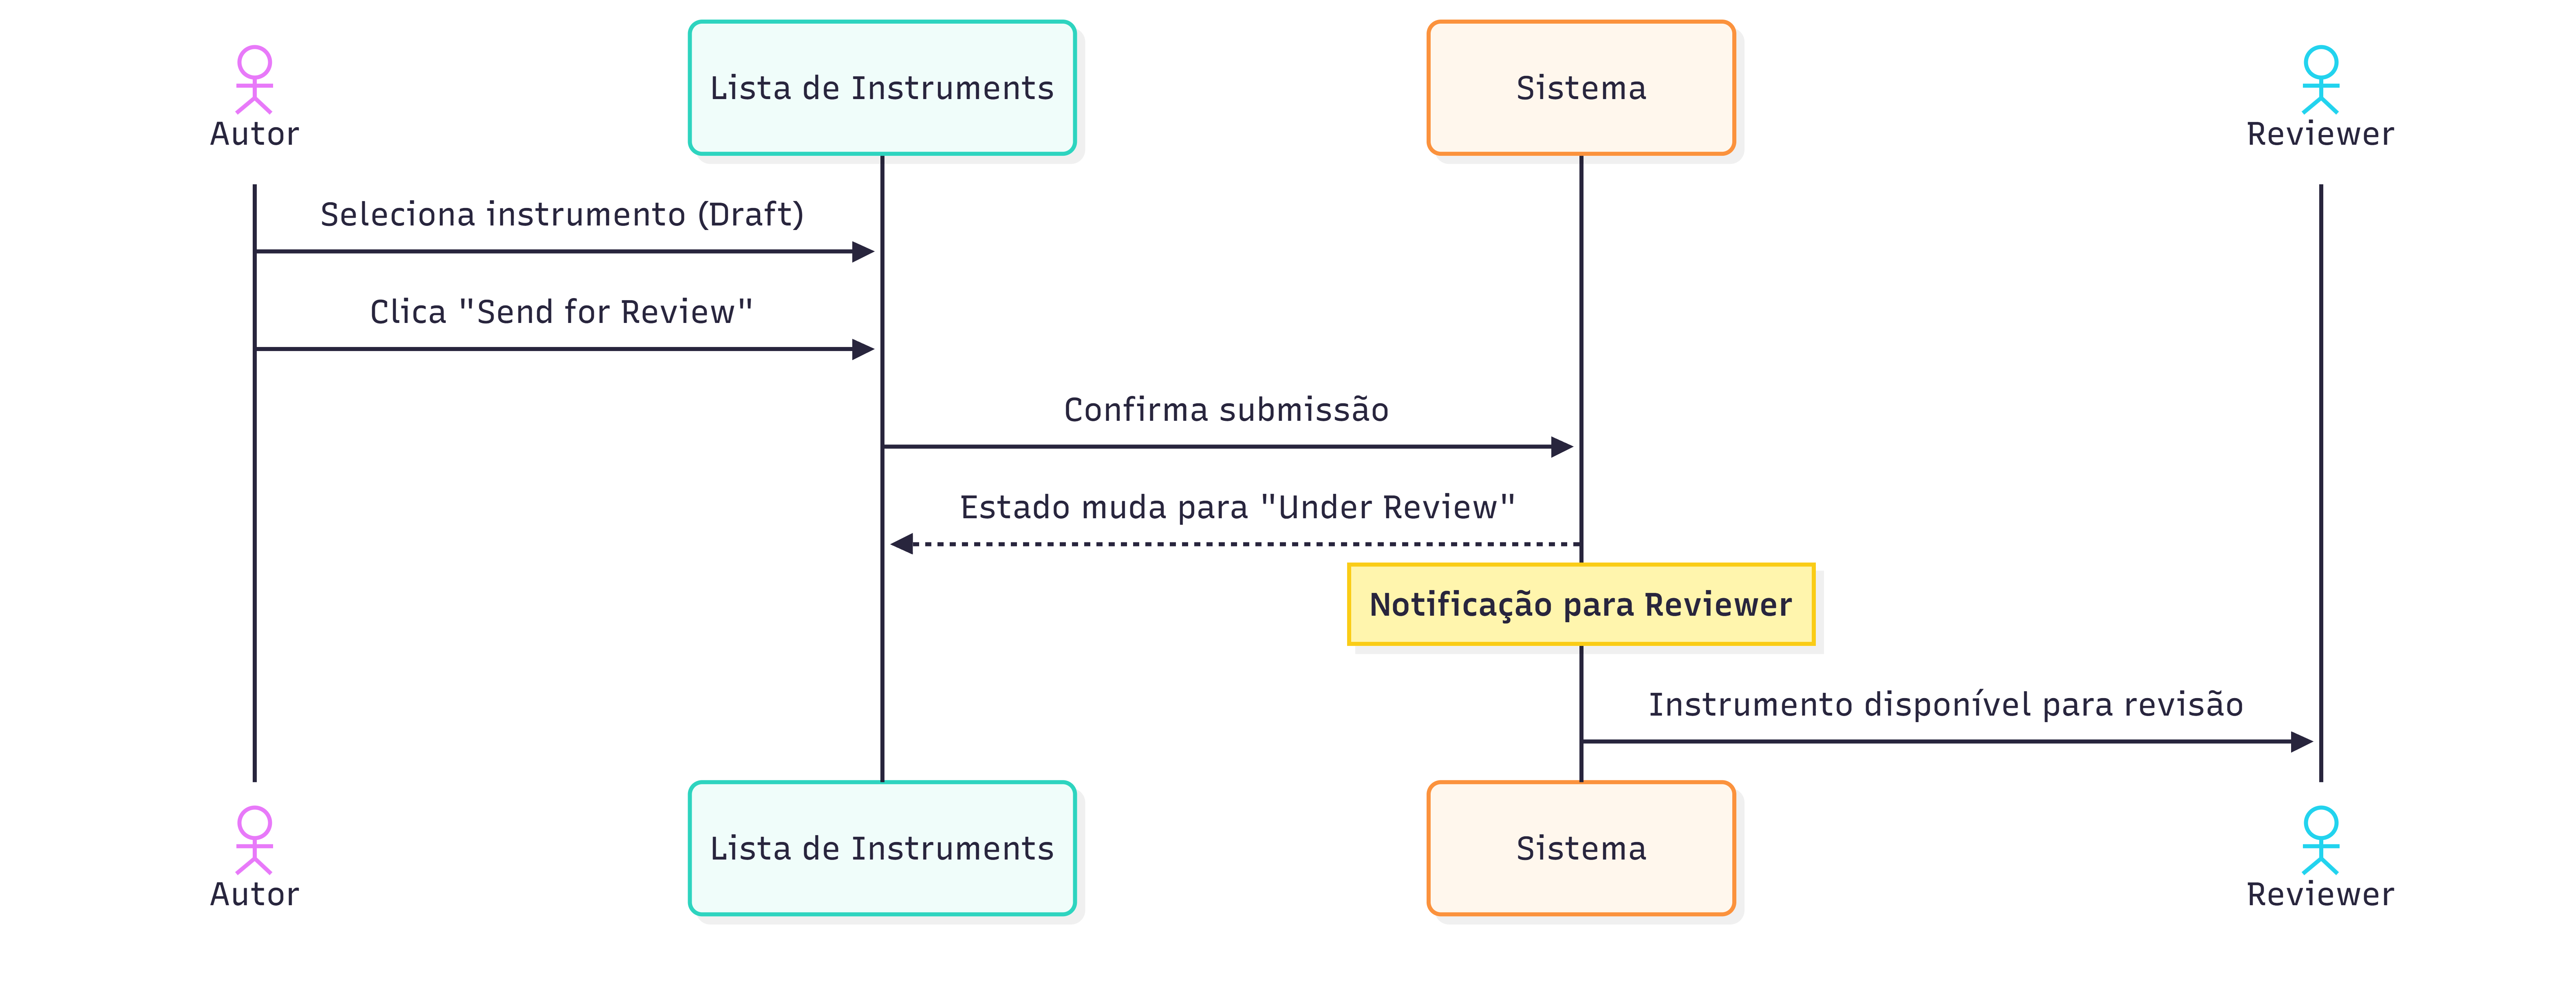 Autor
Lista de Instruments
Sistema
Reviewer
Seleciona instrumento (Draft)
Clica "Send for Review"
Confirma submissão
Estado muda para "Under Review"
Notificação para Reviewer
Instrumento disponível para revisão
Autor
Lista de Instruments
Sistema
Reviewer